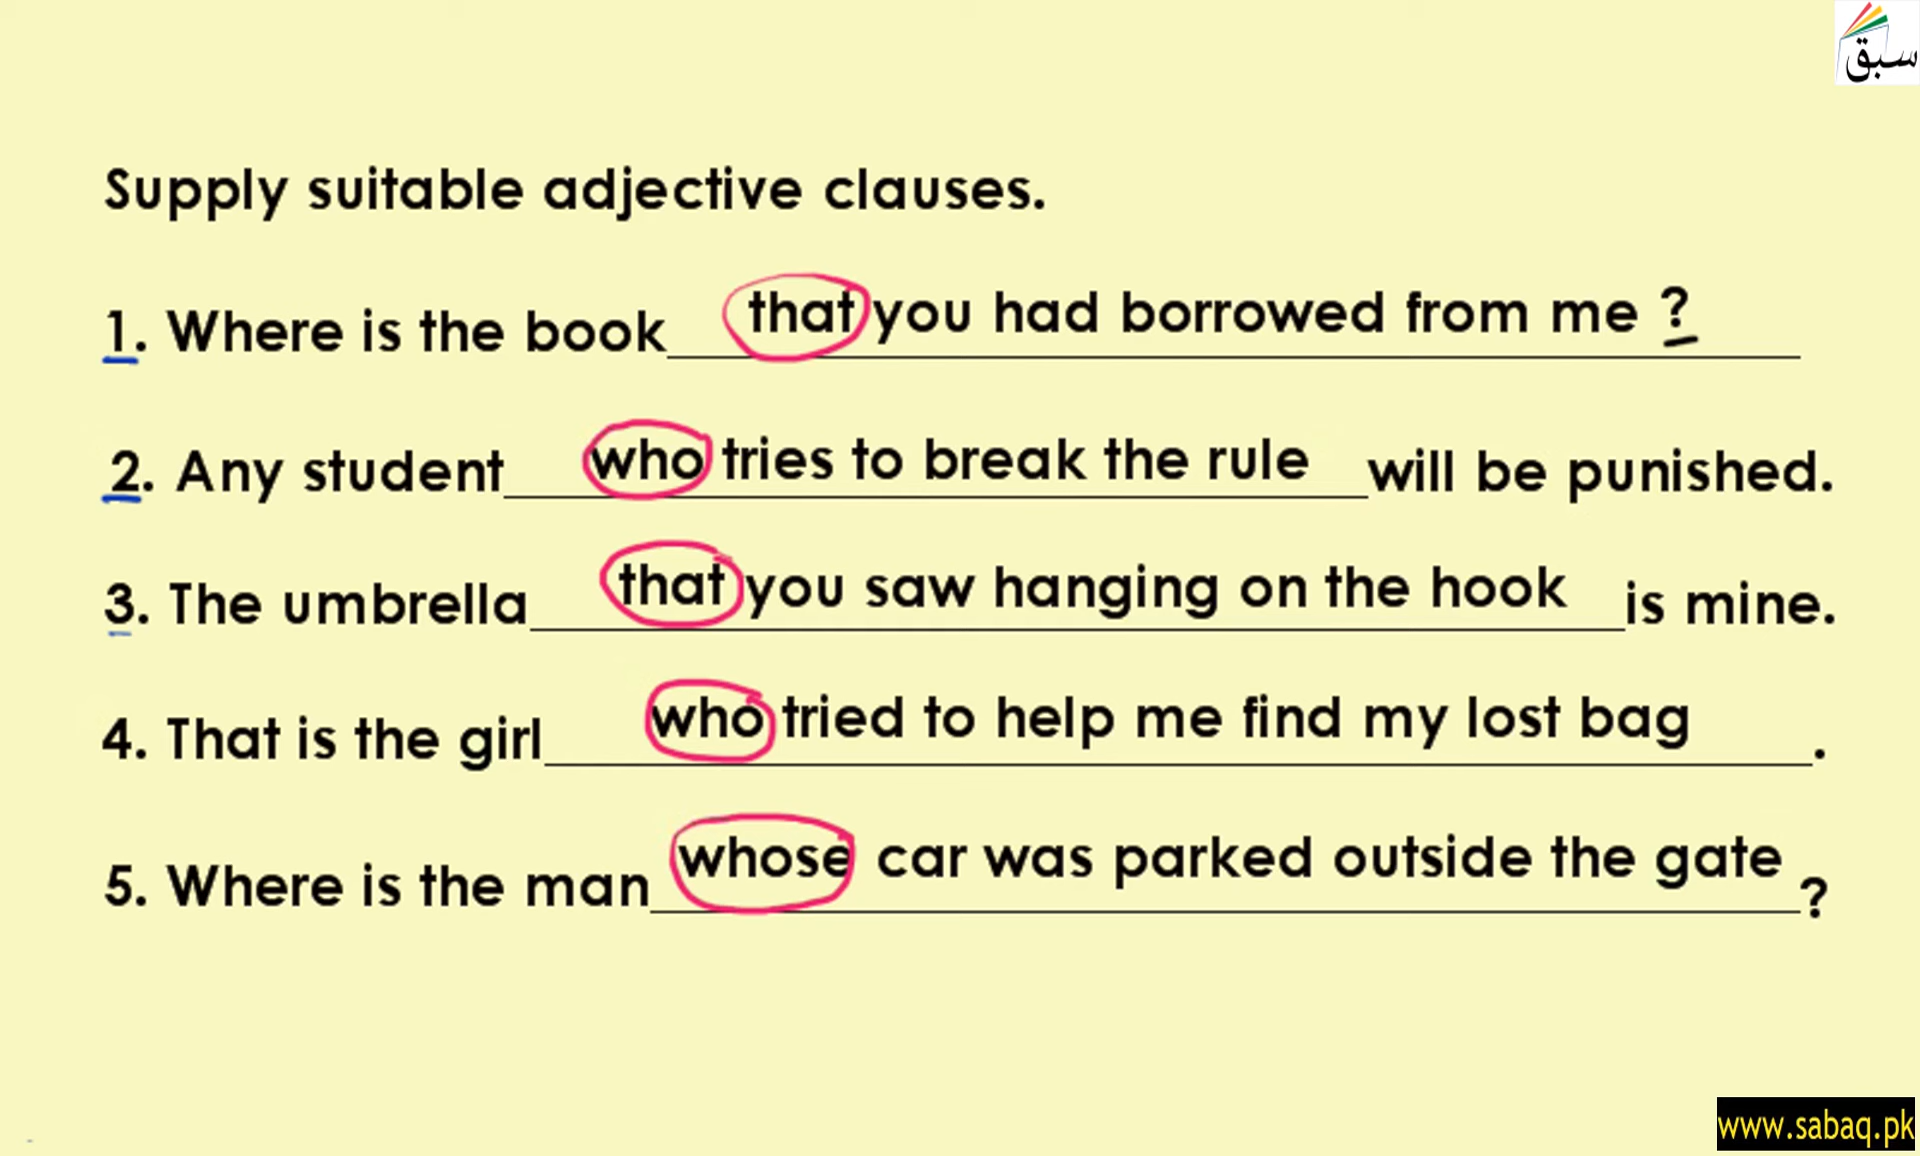 سبق
Supply suitable adjective clauses.
1. Where is the book that you had borrowed from me ?
2. Any student who tries to break the rule will be punished.
3. The umbrella that you saw hanging on the hook is mine.
4. That is the girl who tried to help me find my lost bag .
5. Where is the man whose car was parked outside the gate ?
www.sabaq.pk